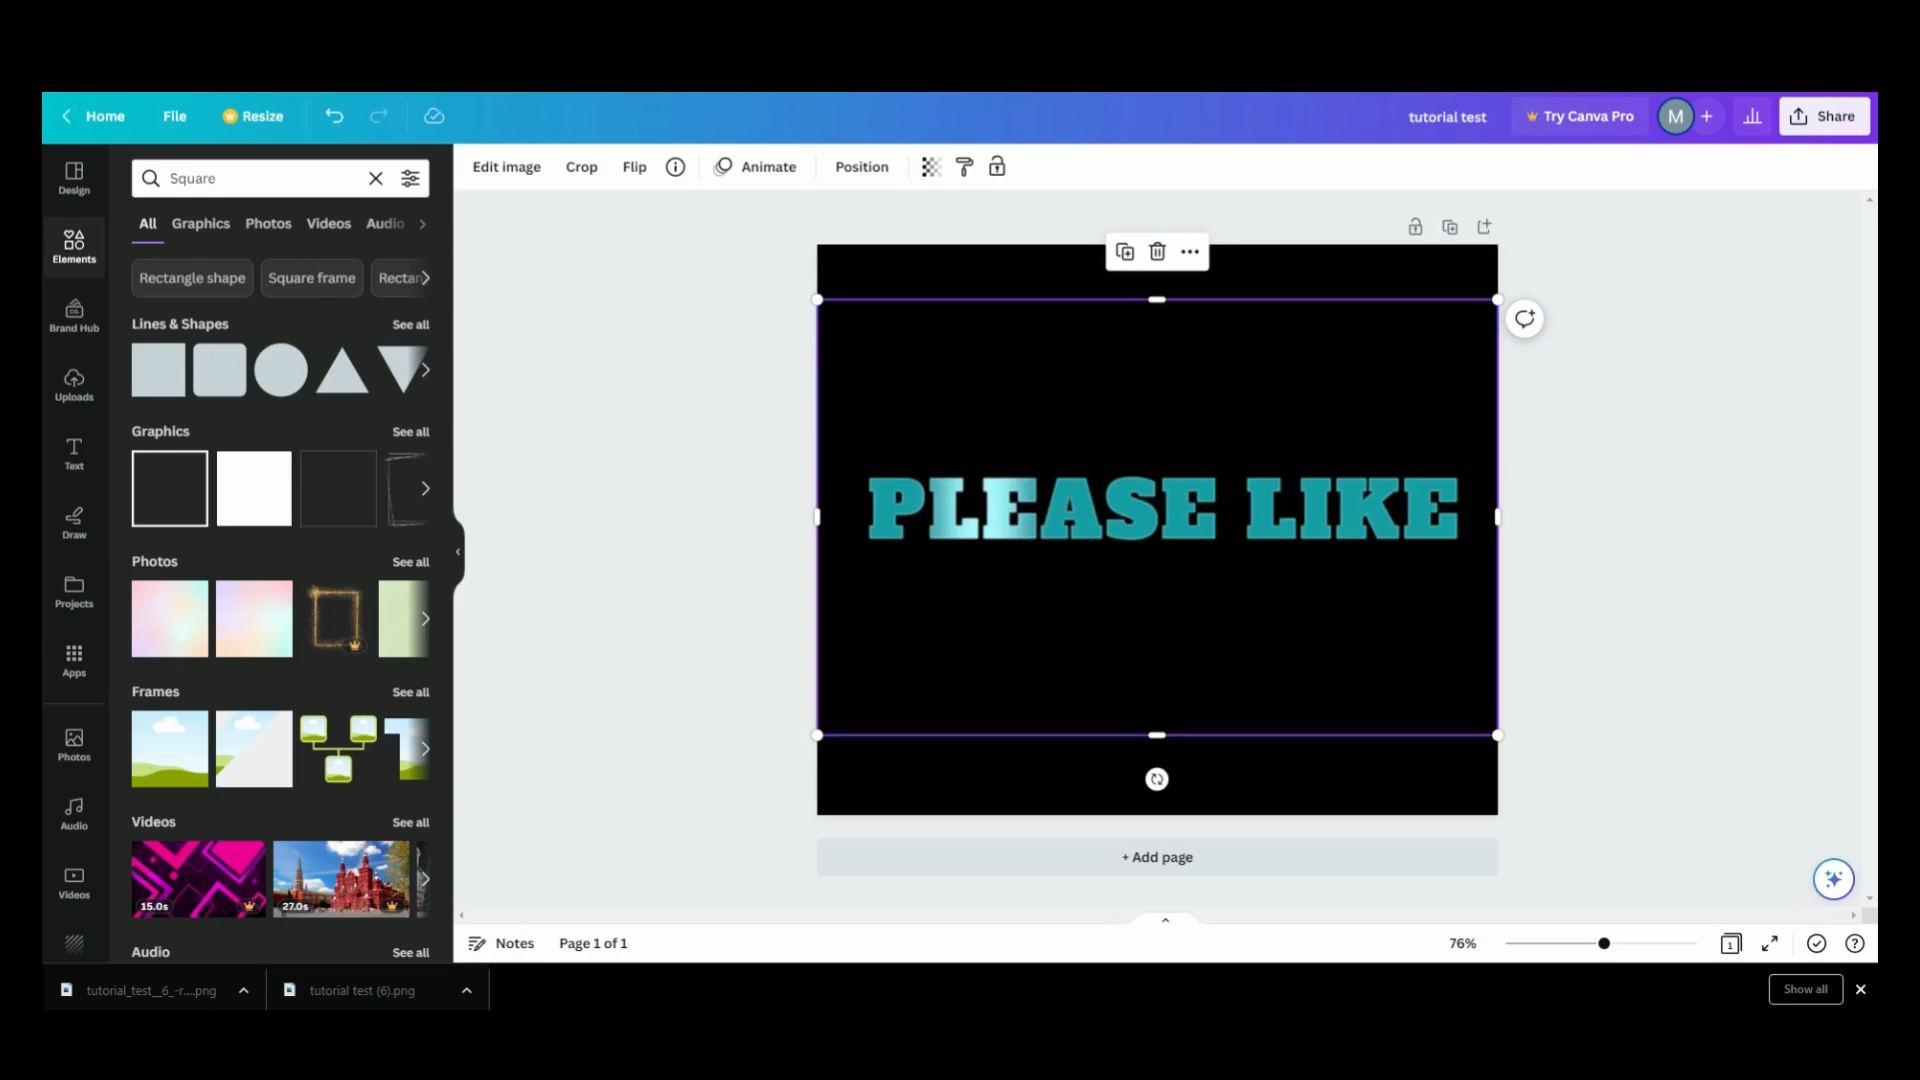 Home File Resize tutorial test Try Canva Pro M + Share
Square
Edit image Crop Flip Animate Position
Design
Elements
Brand Hub
CO.
Uploads
Text
Draw
Projects
Apps
Photos
Audio
Videos
All Graphics Photos Videos Audio
Rectangle shape Square frame Rectan
Lines & Shapes See all
Graphics See all
Photos See all
Frames See all
Videos See all
15.0s 27.0s
Audio See all
PLEASE LIKE
+ Add page
Notes Page 1 of 1 76% 1 ?
tutorial_test__6_-r....png tutorial test (6).png Show all